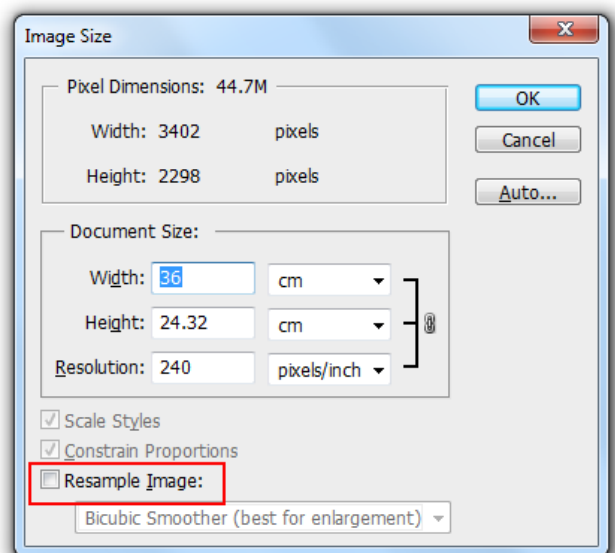 Image Size
Pixel Dimensions: 44.7M
Width: 3402 pixels
Height: 2298 pixels
OK
Cancel
Auto...
Document Size:
Width: 36 cm
Height: 24.32 cm
Resolution: 240 pixels/inch
Scale Styles
Constrain Proportions
Resample Image:
Bicubic Smoother (best for enlargement)